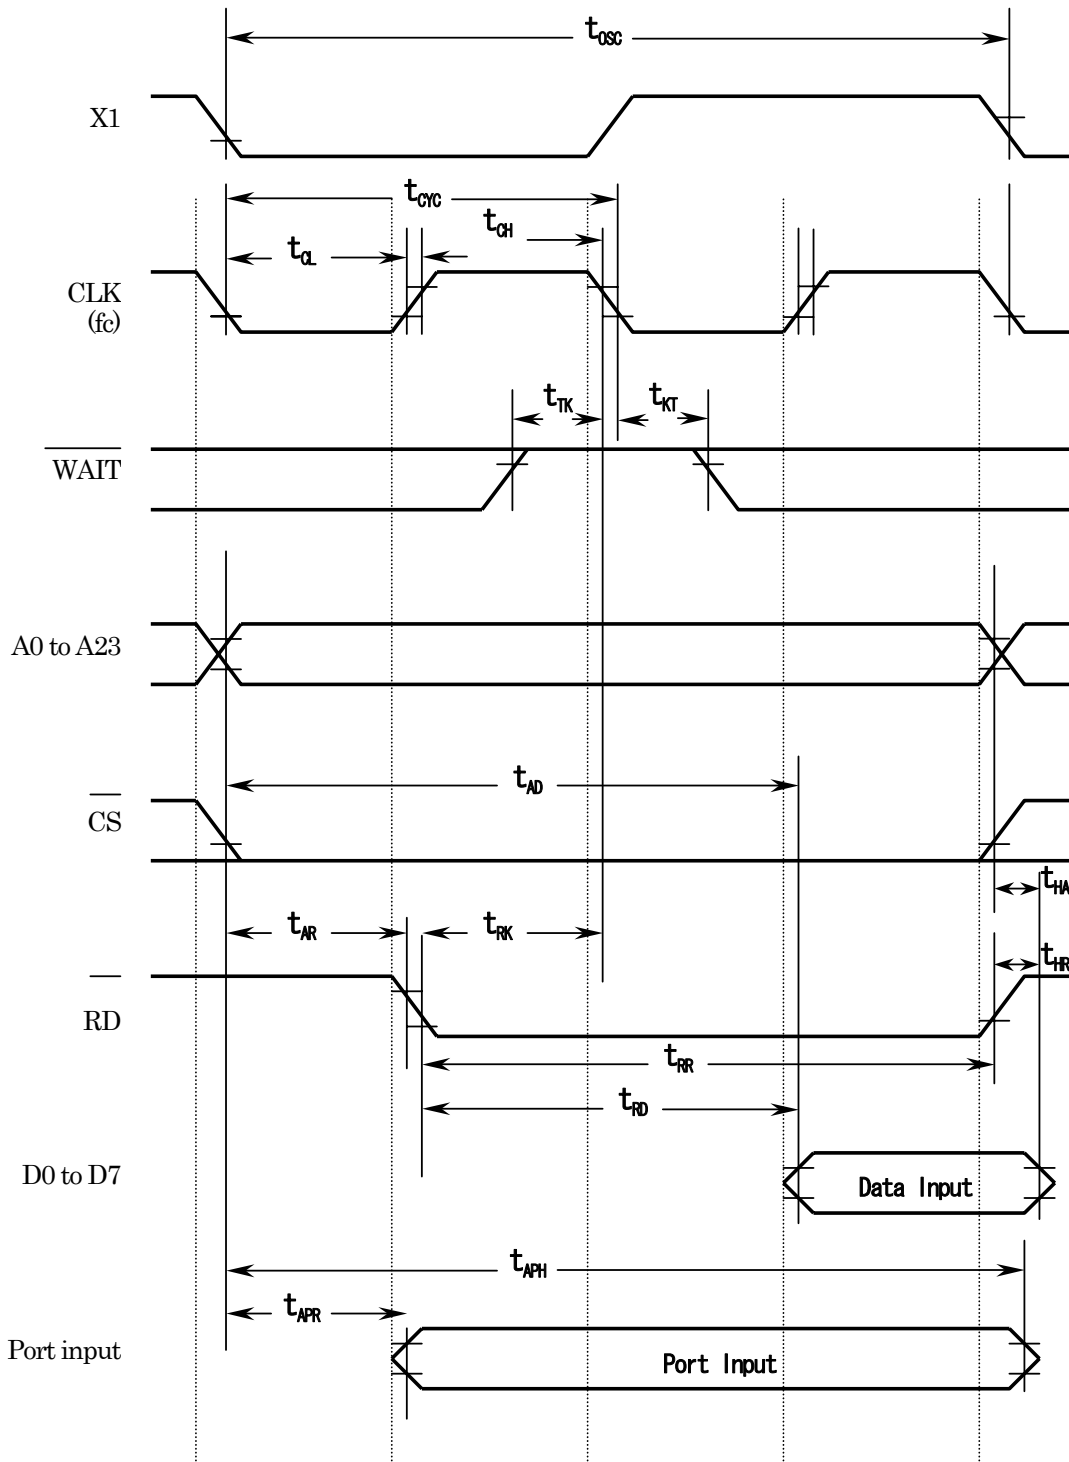 tOSC
X1
tCYC
tCH
tCL
CLK
(fc)
tTK
tKT
WAIT
A0 to A23
tAD
CS
tHA
tAR
tRK
tHR
RD
tRR
tRD
D0 to D7
Data Input
tAPH
tAPR
Port input
Port Input